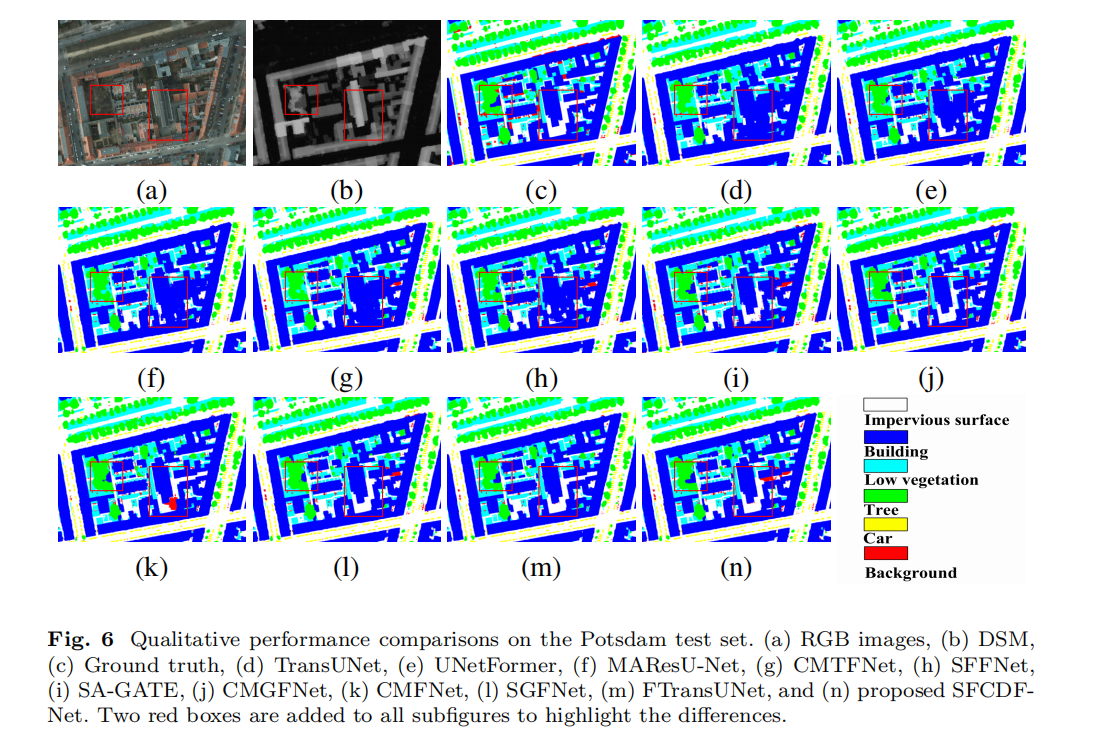 (a)
(b)
(c)
(d)
(e)
(f)
(g)
(h)
(i)
(j)
Impervious surface
Building
Low vegetation
Tree
Car
Background
(k)
(l)
(m)
(n)
Fig. 6 Qualitative performance comparisons on the Potsdam test set. (a) RGB images, (b) DSM,
(c) Ground truth, (d) TransUNet, (e) UNetFormer, (f) MAResU-Net, (g) CMTFNet, (h) SFFNet,
(i) SA-GATE, (j) CMGFNet, (k) CMFNet, (l) SGFNet, (m) FTransUNet, and (n) proposed SFCDF-
Net. Two red boxes are added to all subfigures to highlight the differences.